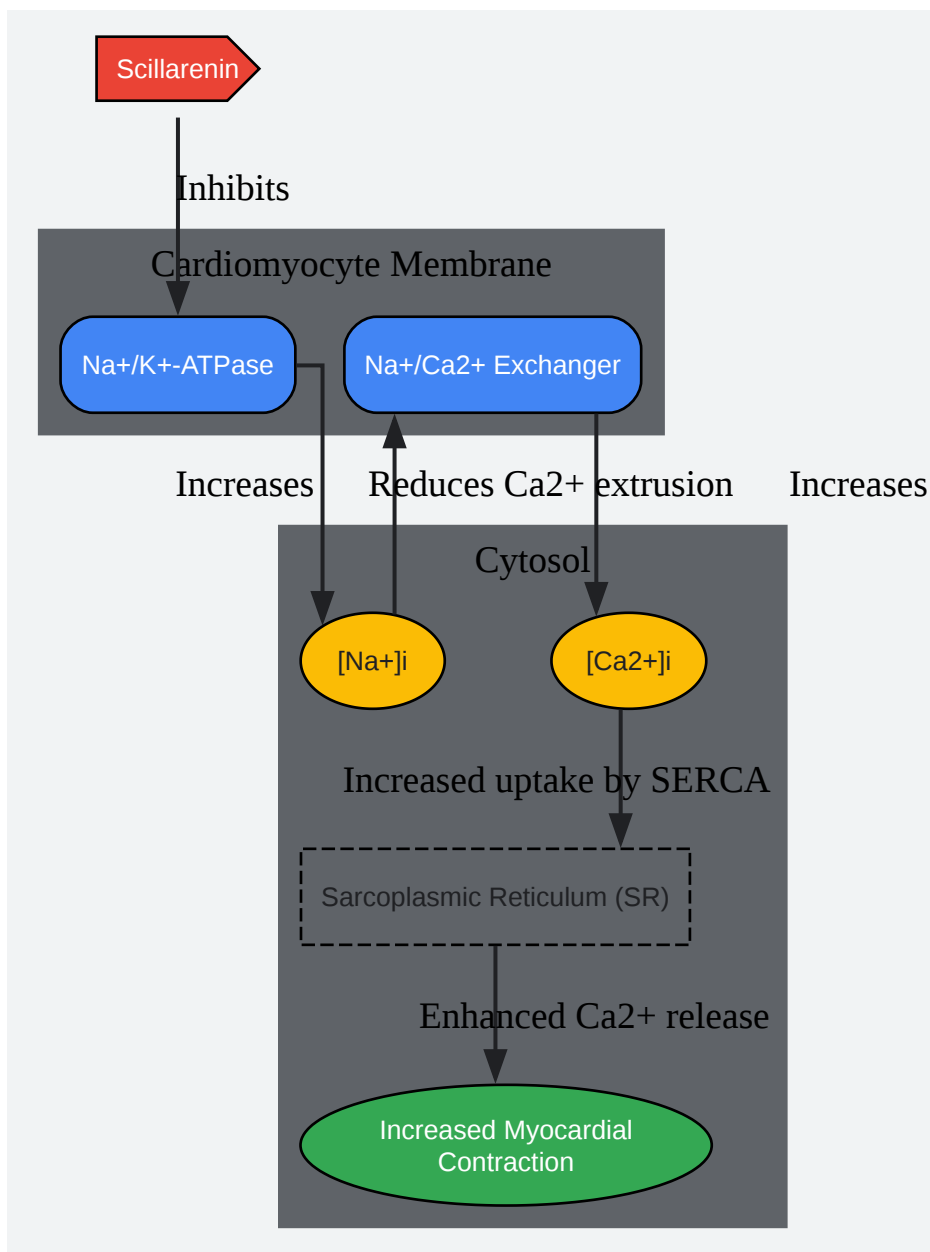 Scillarenin
Inhibits
Cardiomyocyte Membrane
Na+/K+-ATPase
Na+/Ca2+ Exchanger
Increases
Reduces Ca2+ extrusion
Increases
Cytosol
[Na+]i
[Ca2+]i
Increased uptake by SERCA
Sarcoplasmic Reticulum (SR)
Enhanced Ca2+ release
Increased Myocardial
Contraction